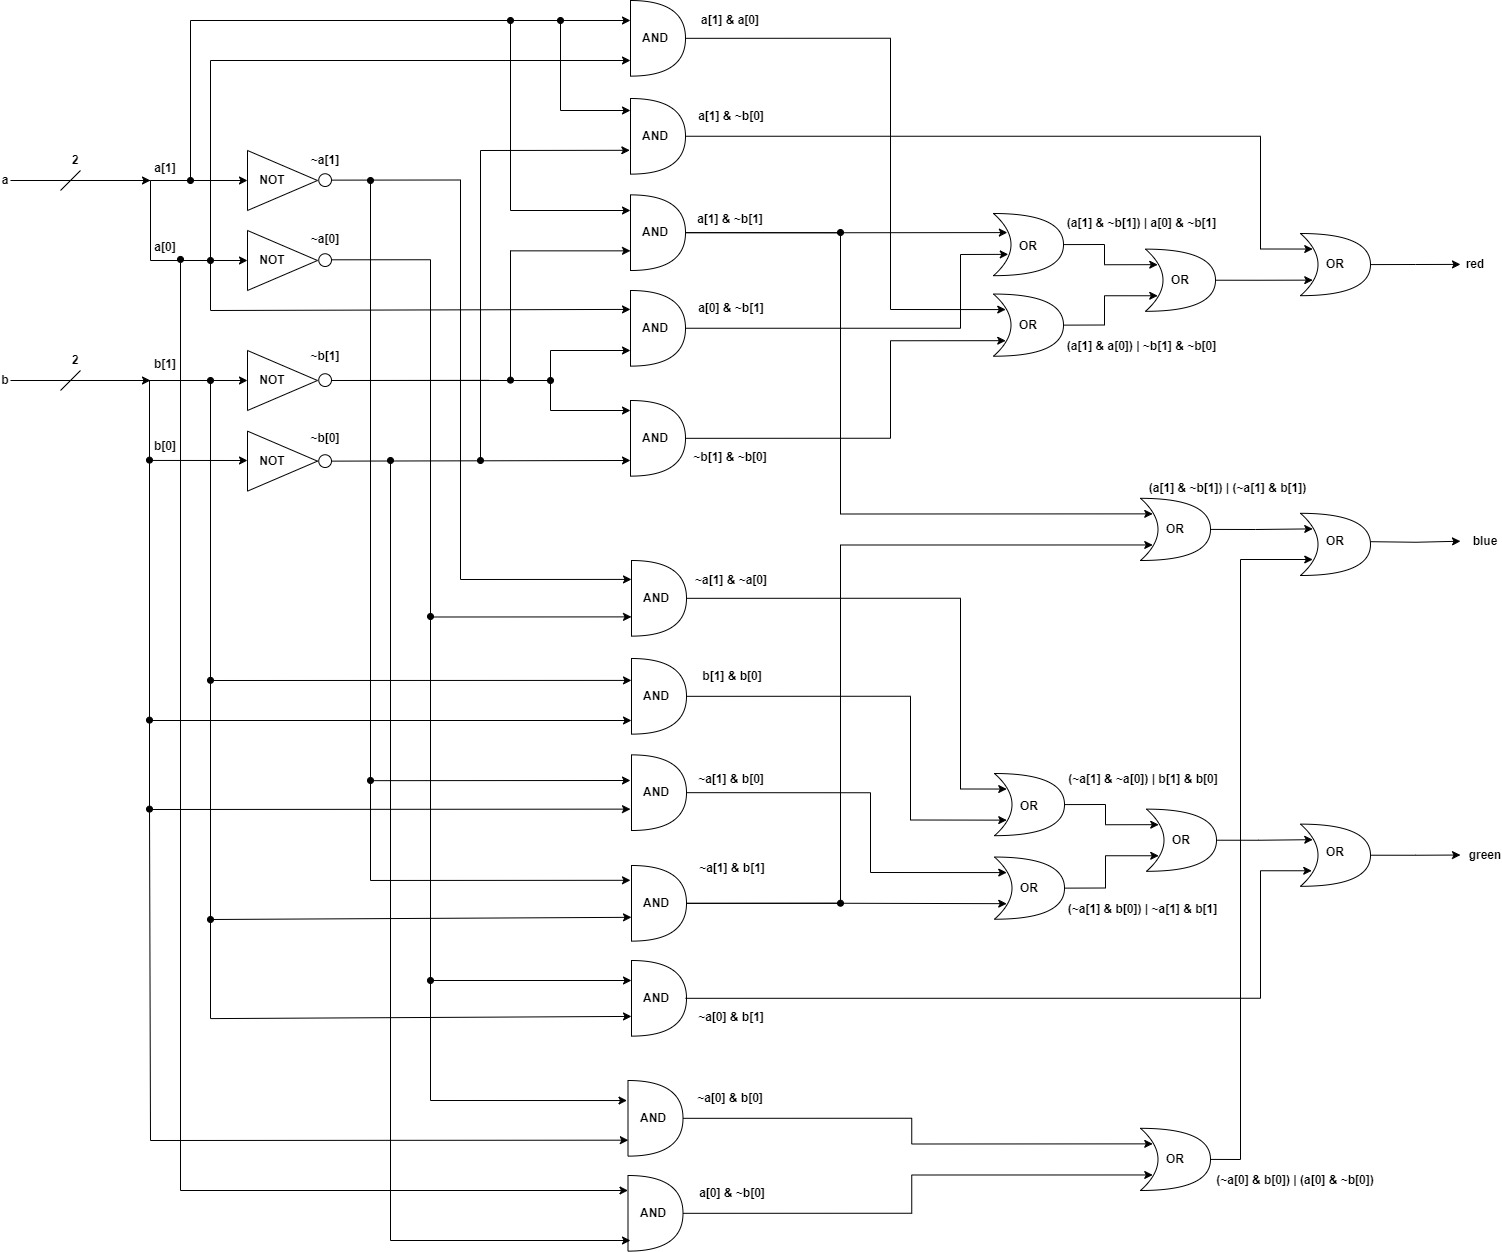 a[1] & a[0]
AND
a[1] & ~b[0]
AND
2
a
a[1]
~a[1]
NOT
a[1] & ~b[1]
AND
(a[1] & ~b[1]) | a[0] & ~b[1]
OR
a[0]
~a[0]
NOT
OR
red
OR
a[0] & ~b[1]
AND
OR
(a[1] & a[0]) | ~b[1] & ~b[0]
2
b
b[1]
~b[1]
NOT
b[0]
~b[0]
NOT
AND
~b[1] & ~b[0]
(a[1] & ~b[1]) | (~a[1] & b[1])
OR
OR
blue
~a[1] & ~a[0]
AND
b[1] & b[0]
AND
~a[1] & b[0]
AND
(~a[1] & ~a[0]) | b[1] & b[0]
OR
OR
OR
green
~a[1] & b[1]
AND
OR
(~a[1] & b[0]) | ~a[1] & b[1]
AND
~a[0] & b[1]
~a[0] & b[0]
AND
OR
(~a[0] & b[0]) | (a[0] & ~b[0])
a[0] & ~b[0]
AND